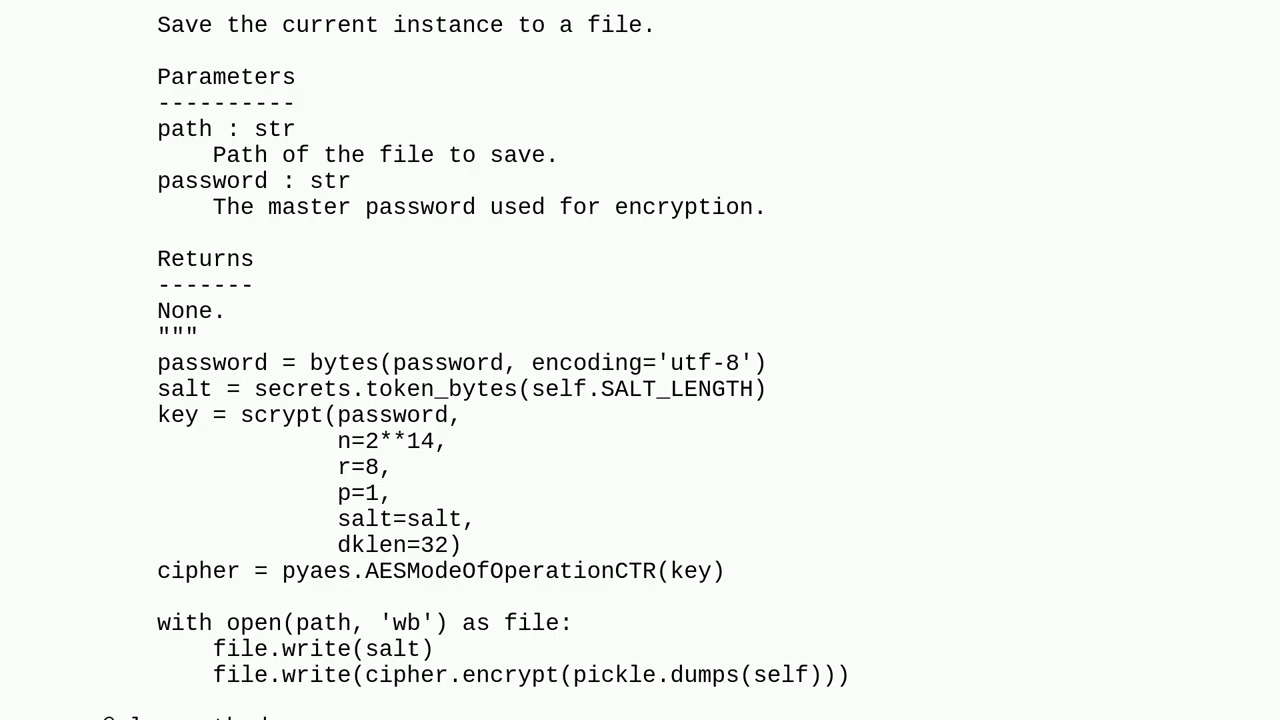 Save the current instance to a file.
Parameters
----------
path : str
    Path of the file to save.
password : str
    The master password used for encryption.
Returns
-------
None.
"""
password = bytes(password, encoding='utf-8')
salt = secrets.token_bytes(self.SALT_LENGTH)
key = scrypt(password,
             n=2**14,
             r=8,
             p=1,
             salt=salt,
             dklen=32)
cipher = pyaes.AESModeOfOperationCTR(key)
with open(path, 'wb') as file:
    file.write(salt)
    file.write(cipher.encrypt(pickle.dumps(self)))